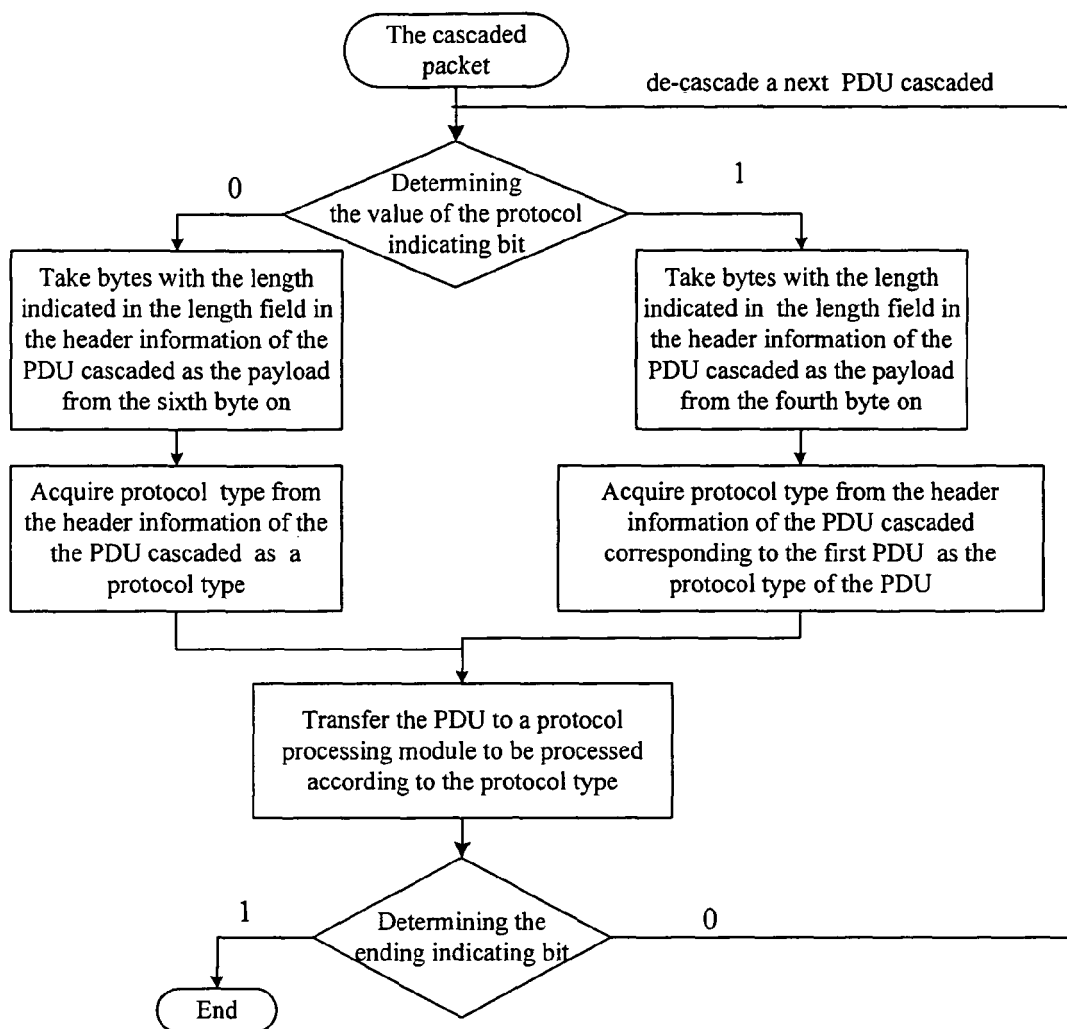 The cascaded
packet
de-cascade a next PDU cascaded
0
1
Determining
the value of the protocol
indicating bit
Take bytes with the length
indicated in the length field in
the header information of the
PDU cascaded as the payload
from the sixth byte on
Take bytes with the length
indicated in the length field in
the header information of the
PDU cascaded as the payload
from the fourth byte on
Acquire protocol type from
the header information of the
the PDU cascaded as a
protocol type
Acquire protocol type from the header
information of the PDU cascaded
corresponding to the first PDU as the
protocol type of the PDU
Transfer the PDU to a protocol
processing module to be processed
according to the protocol type
1
0
Determining the
ending indicating bit
End